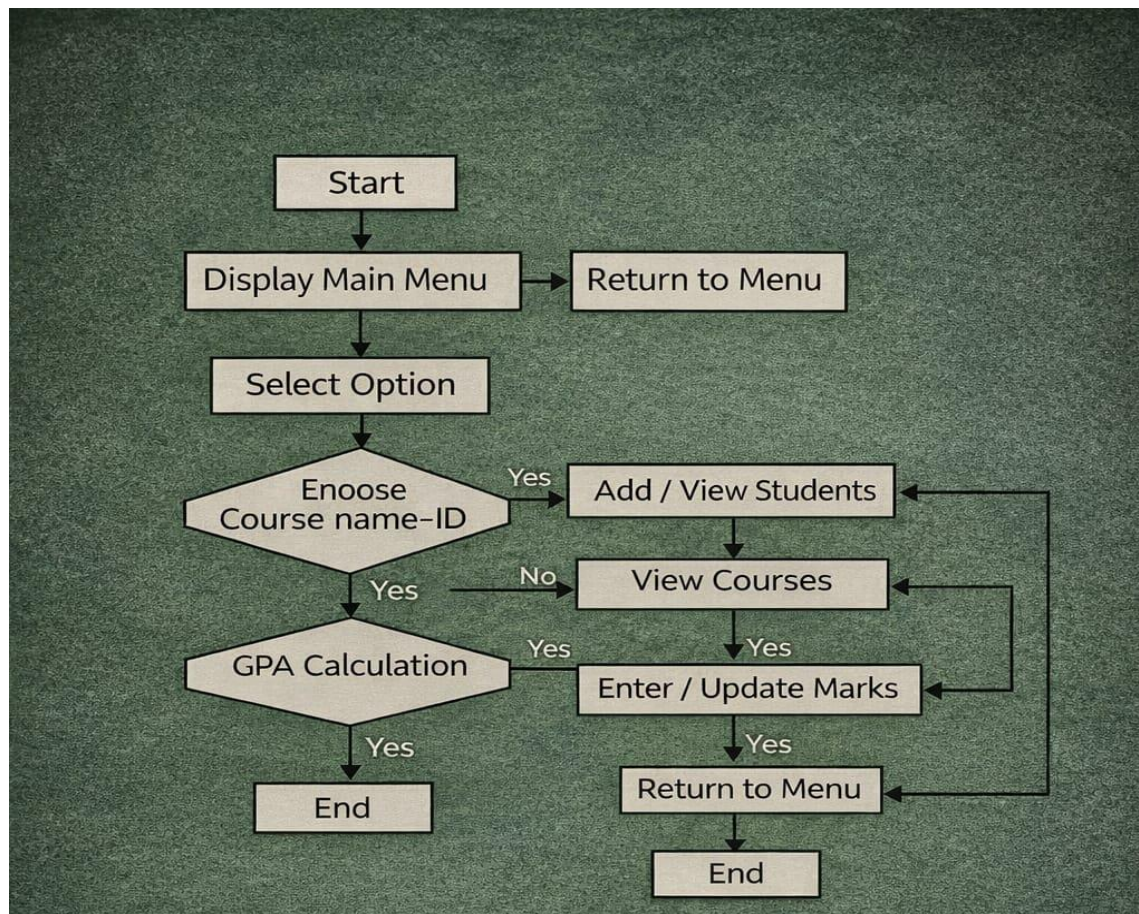 Start
Display Main Menu
Return to Menu
Select Option
Enoose
Course name-ID
Yes
Add / View Students
Yes
No
View Courses
GPA Calculation
Yes
Yes
Enter / Update Marks
Yes
Yes
Return to Menu
End
End